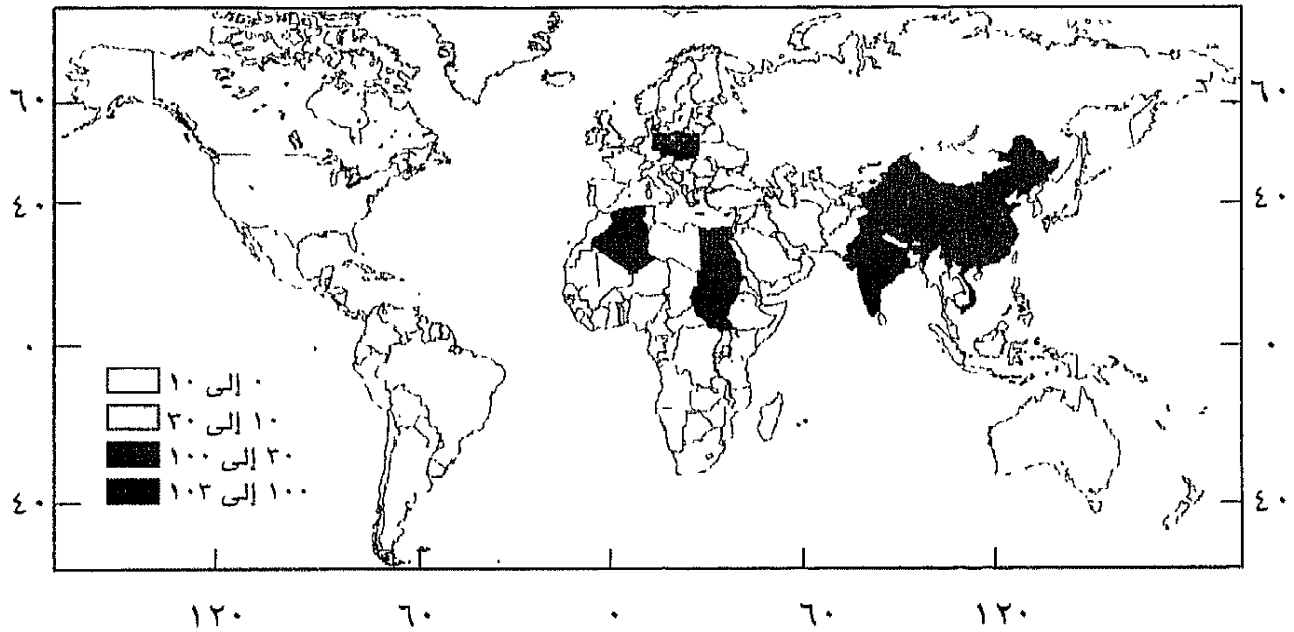 ٦٠ ٦٠
٤٠ ٤٠
٠ ٠
٠ إلى ١٠
١٠ إلى ٣٠
٣٠ إلى ١٠٠
١٠٠ إلى ١٠٣
٤٠ ٤٠
١٢٠ ٦٠ ٠ ٦٠ ١٢٠